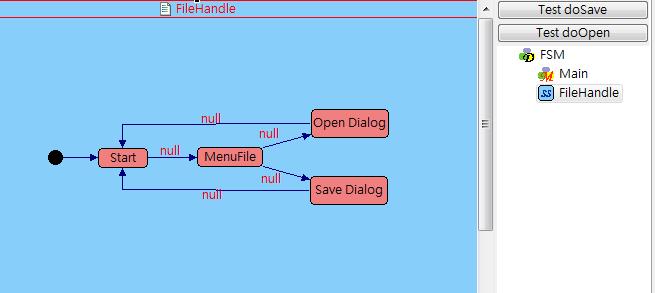 FileHandle
Test doSave
Test doOpen
FSM
Main
FileHandle
null
Open Dialog
null
Start
null
MenuFile
null
Save Dialog
null